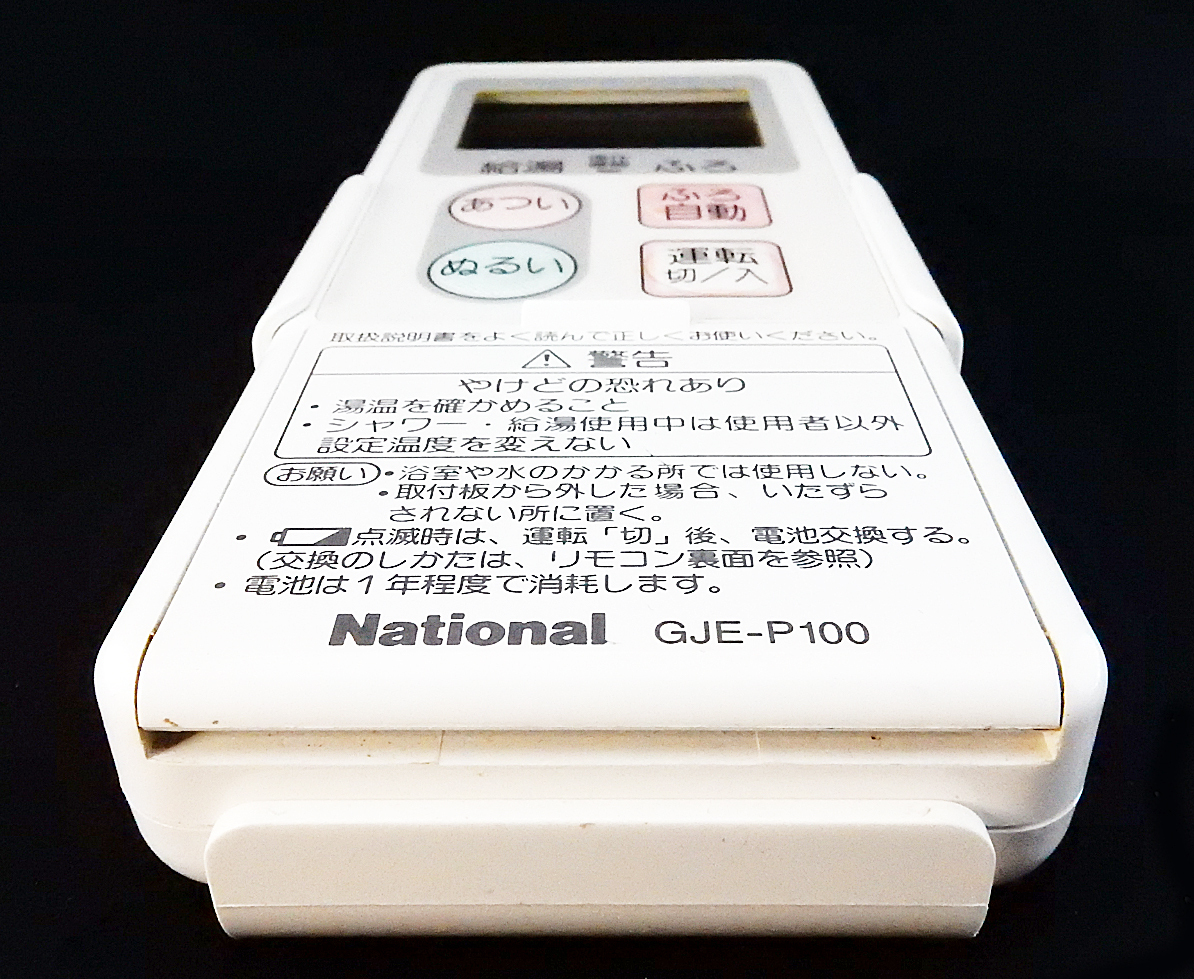 給湯 ふろ
あつい
ふろ
自動
ぬるい
運転
切／入
取扱説明書をよく読んで正しくお使いください。
警告
やけどの恐れあり
・湯温を確かめること
・シャワー・給湯使用中は使用者以外
設定温度を変えない
お願い ・浴室や水のかかる所では使用しない。
・取付板から外した場合、いたずら
されない所に置く。
・点滅時は、運転「切」後、電池交換する。
（交換のしかたは、リモコン裏面を参照）
・電池は1年程度で消耗します。
National GJE-P100